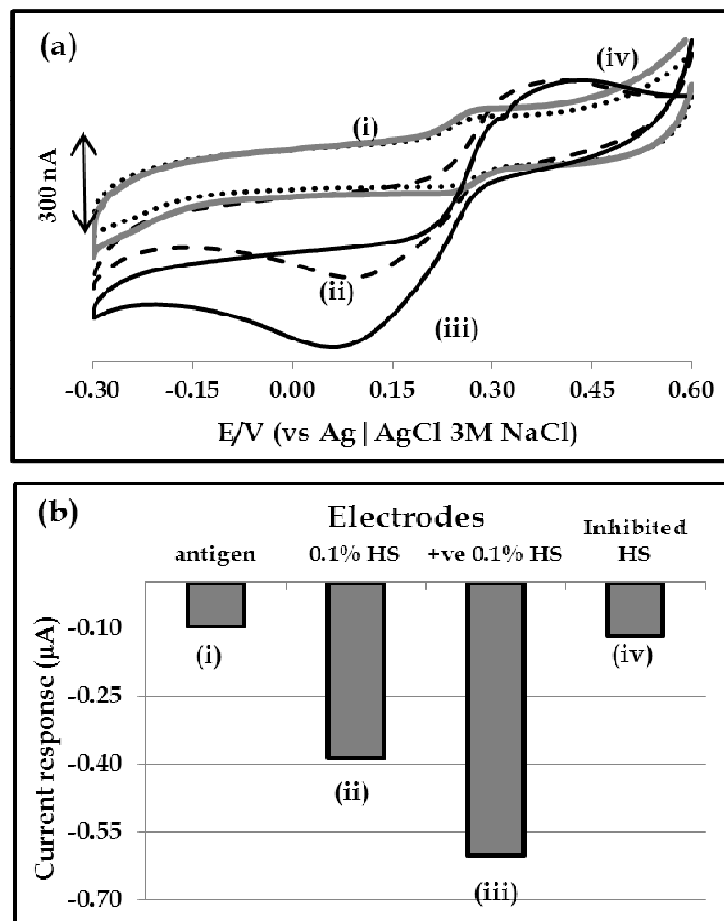 (a)
(iv)
(i)
300 nA
(ii)
(iii)
-0.30 -0.15 0.00 0.15 0.30 0.45 0.60
E/V (vs Ag|AgCl 3M NaCl)
(b)
Electrodes
antigen 0.1% HS +ve 0.1% HS Inhibited
HS
-0.10
(i)
(iv)
-0.25
-0.40
(ii)
-0.55
(iii)
-0.70
Current response (µA)